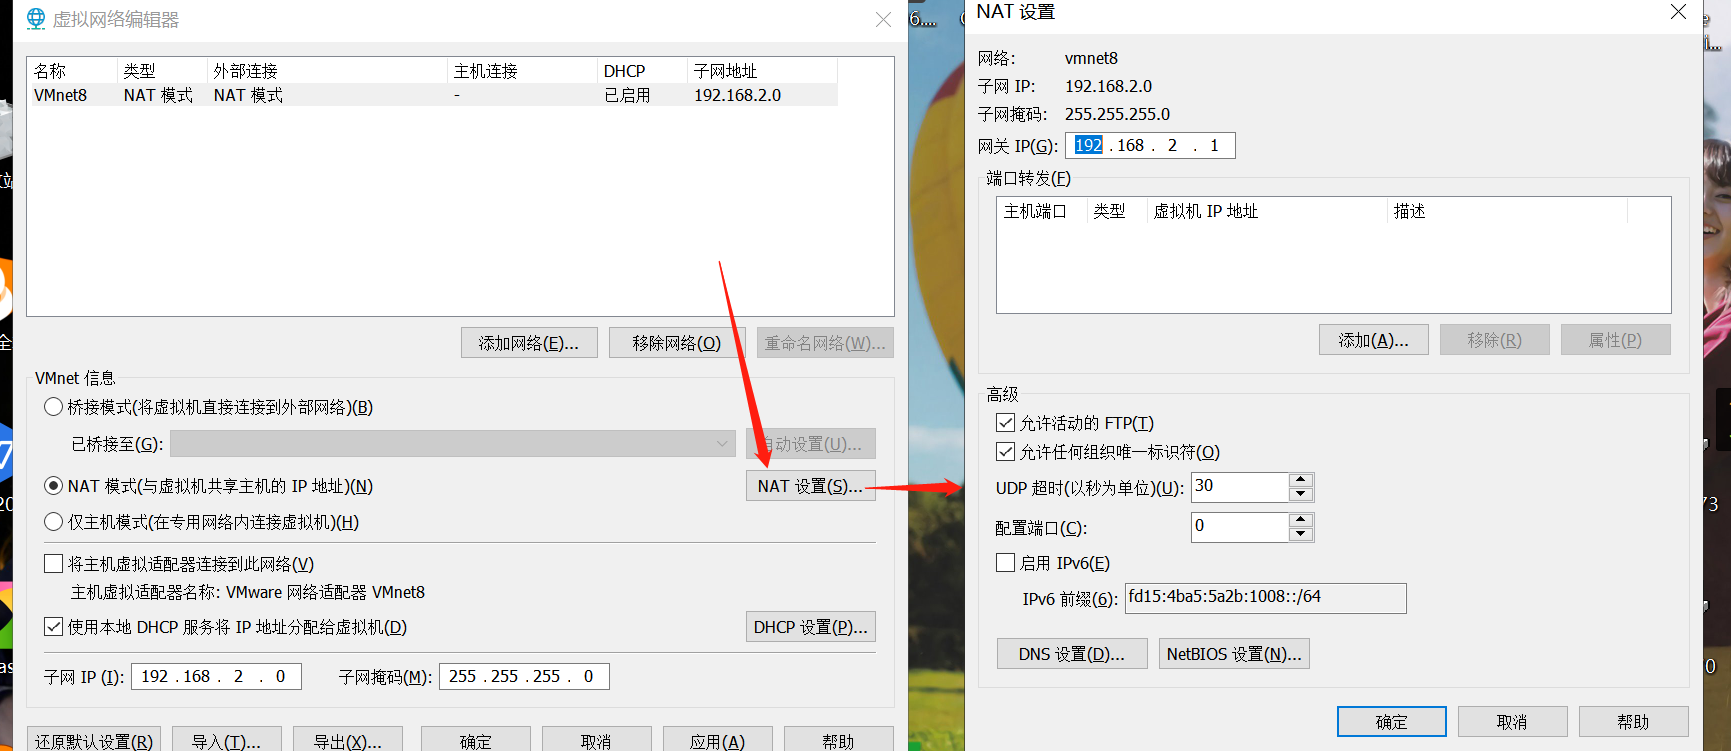 虚拟网络编辑器
名称 类型 外部连接 主机连接 DHCP 子网地址
VMnet8 NAT 模式 NAT 模式 - 已启用 192.168.2.0
添加网络(E)... 移除网络(O) 重命名网络(W)...
VMnet 信息
桥接模式(将虚拟机直接连接到外部网络)(B)
已桥接至(G): 自动设置(U)...
NAT 模式(与虚拟机共享主机的 IP 地址)(N) NAT 设置(S)...
仅主机模式(在专用网络内连接虚拟机)(H)
将主机虚拟适配器连接到此网络(V)
主机虚拟适配器名称: VMware 网络适配器 VMnet8
使用本地 DHCP 服务将 IP 地址分配给虚拟机(D) DHCP 设置(P)...
子网 IP (I): 192 . 168 . 2 . 0 子网掩码(M): 255 . 255 . 255 . 0
还原默认设置(R) 导入(T)... 导出(X)... 确定 取消 应用(A) 帮助
6....
NAT 设置
网络: vmnet8
子网 IP: 192.168.2.0
子网掩码: 255.255.255.0
网关 IP(G): 192 . 168 . 2 . 1
端口转发(F)
主机端口 类型 虚拟机 IP 地址 描述
添加(A)... 移除(R) 属性(P)
高级
允许活动的 FTP(T)
允许任何组织唯一标识符(O)
UDP 超时(以秒为单位)(U): 30
配置端口(C): 0
启用 IPv6(E)
IPv6 前缀(6): fd15:4ba5:5a2b:1008::/64
DNS 设置(D)... NetBIOS 设置(N)...
确定 取消 帮助